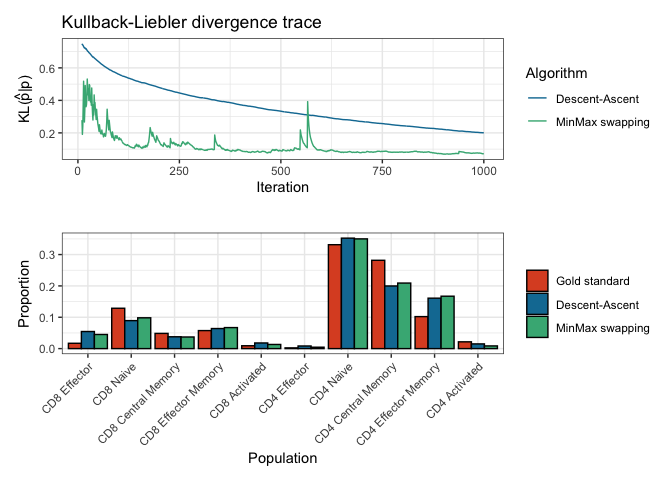 Kullback-Liebler divergence trace
KL(p̂|p)
0.6
0.4
0.2
0
250
500
750
1000
Iteration
Algorithm
Descent-Ascent
MinMax swapping
Proportion
0.3
0.2
0.1
0.0
CD8 Effector
CD8 Naive
CD8 Central Memory
CD8 Effector Memory
CD8 Activated
CD4 Effector
CD4 Naive
CD4 Central Memory
CD4 Effector Memory
CD4 Activated
Population
Gold standard
Descent-Ascent
MinMax swapping